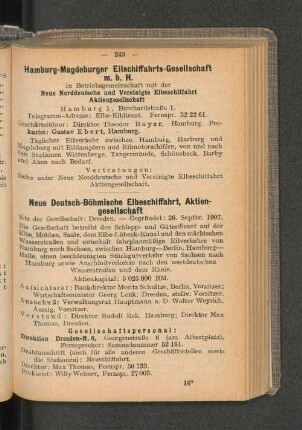 — 243 —
Hamburg-Magdeburger Eilschiffahrts-Gesellschaft
m. b. H.
in Betriebsgemeinschaft mit der
Neue Norddeutsche und Vereinigte Elbeschiffahrt
Aktiengesellschaft
Hamburg 1, Burchardstraße 1.
Telegramm-Adresse: Elbe-Eildienst. Fernspr. 32 22 61.
Geschäftsführer: Direktor Theodor Bayer, Hamburg. Pro-
kurist: Gustav Ebert, Hamburg.
Täglicher Eilverkehr zwischen Hamburg, Harburg und
Magdeburg mit Eildampfern und Eilmotorschiffen, von und nach
den Stationen Wittenberge, Tangermünde, Schönebeck, Barby
und Aken nach Bedarf.
Vertretungen:
Siehe unter Neue Norddeutsche und Vereinigte Elbeschiffahrt
Aktiengesellschaft.
Neue Deutsch-Böhmische Elbeschiffahrt, Aktien-
gesellschaft
Sitz der Gesellschaft: Dresden. — Gegründet: 26. Septbr. 1907.
Die Gesellschaft betreibt den Schlepp- und Güterdienst auf der
Elbe, Moldau, Saale, dem Elbe-Lübeck-Kanal und den märkischen
Wasserstraßen und unterhält fahrplanmäßige Eilverkehre von
Hamburg nach Sachsen, zwischen Hamburg—Berlin, Hamburg—
Halle, einen beschleunigten Stückgutverkehr von Sachsen nach
Hamburg sowie Anschlußverkehre nach den westdeutschen
Wasserstraßen und dem Rhein.
Aktienkapital: 5 025 000 RM.
Aufsichtsrat: Bankdirektor Moritz Schultze, Berlin, Vorsitzer;
Wirtschaftsminister Georg Lenk, Dresden, stellv. Vorsitzer.
Verwaltungsrat Hauptmann a. D. Walter Weyrich,
Aussig, Vorsitzer.
Vorstand: Direktor Rudolf Eck, Hamburg; Direktor Max
Thomas, Dresden.
Gesellschaftspersonal:
Direktion Dresden-N. 6, Georgenstraße 6 (am Albertplatz),
Fernsprecher: Sammelnummer 52 181.
Drahtanschrift (für alle anderen Geschäftsstellen sowie
die Stationen): Neueschiffahrt.
Direktor: Max Thomas, Fernspr. 50 733.
Prokurist: Willy Wehner, Fernspr. 27 003.
16*